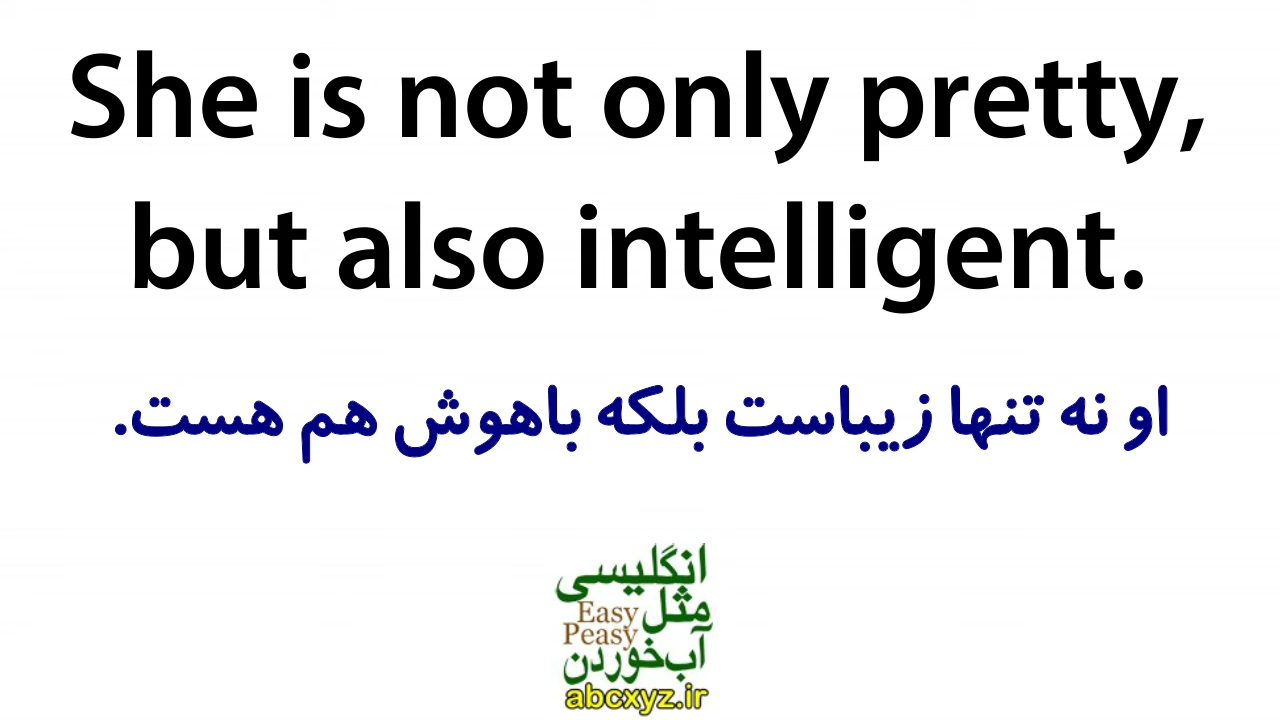 She is not only pretty,
but also intelligent.
او نه تنها زیباست بلکه باهوش هم هست.
انگلیسی
مثل
Easy
Peasy
آب‌خوردن
abcxyz.ir